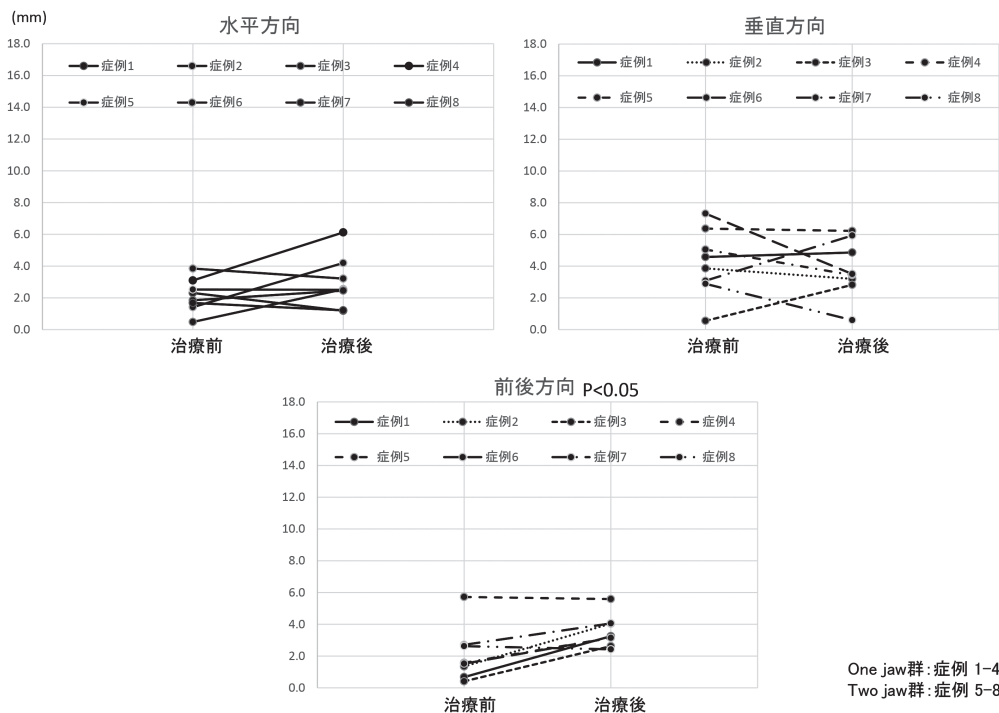 (mm)
水平方向
18.0
16.0
14.0
12.0
10.0
8.0
6.0
4.0
2.0
0.0
症例1 症例2 症例3 症例4
症例5 症例6 症例7 症例8
治療前 治療後
垂直方向
18.0
16.0
14.0
12.0
10.0
8.0
6.0
4.0
2.0
0.0
症例1 症例2 症例3 症例4
症例5 症例6 症例7 症例8
治療前 治療後
前後方向 P<0.05
18.0
16.0
14.0
12.0
10.0
8.0
6.0
4.0
2.0
0.0
症例1 症例2 症例3 症例4
症例5 症例6 症例7 症例8
治療前 治療後
One jaw群：症例 1-4
Two jaw群：症例 5-8